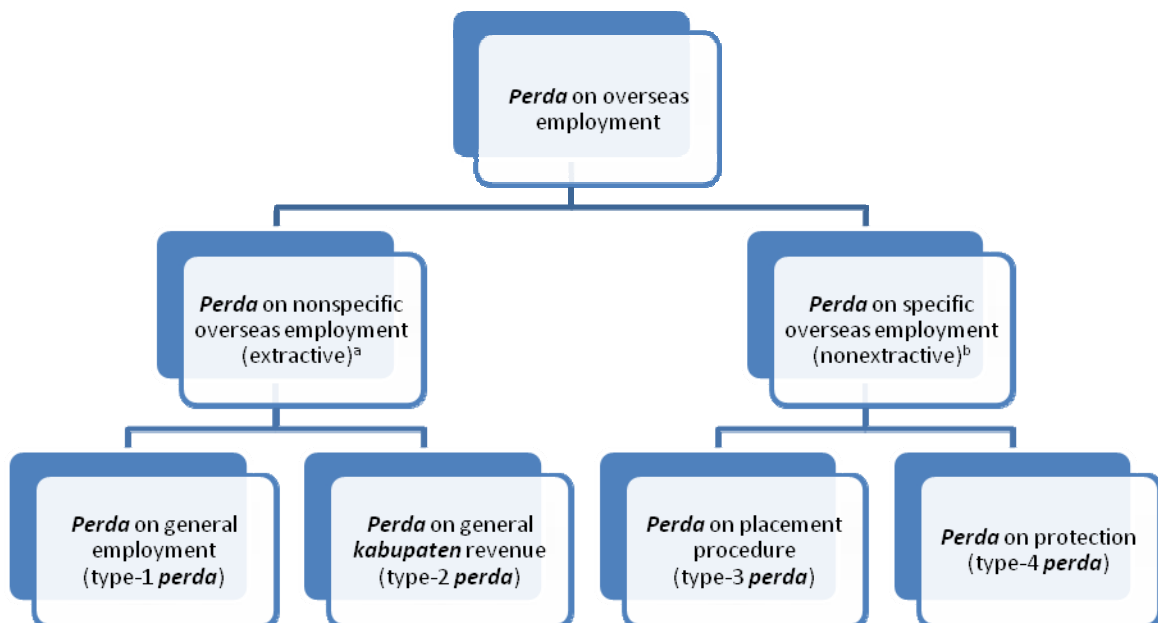 Perda on overseas
employment
Perda on nonspecific
overseas employment
(extractive)ᵃ
Perda on specific
overseas employment
(nonextractive)ᵇ
Perda on general
employment
(type-1 perda)
Perda on general
kabupaten revenue
(type-2 perda)
Perda on placement
procedure
(type-3 perda)
Perda on protection
(type-4 perda)